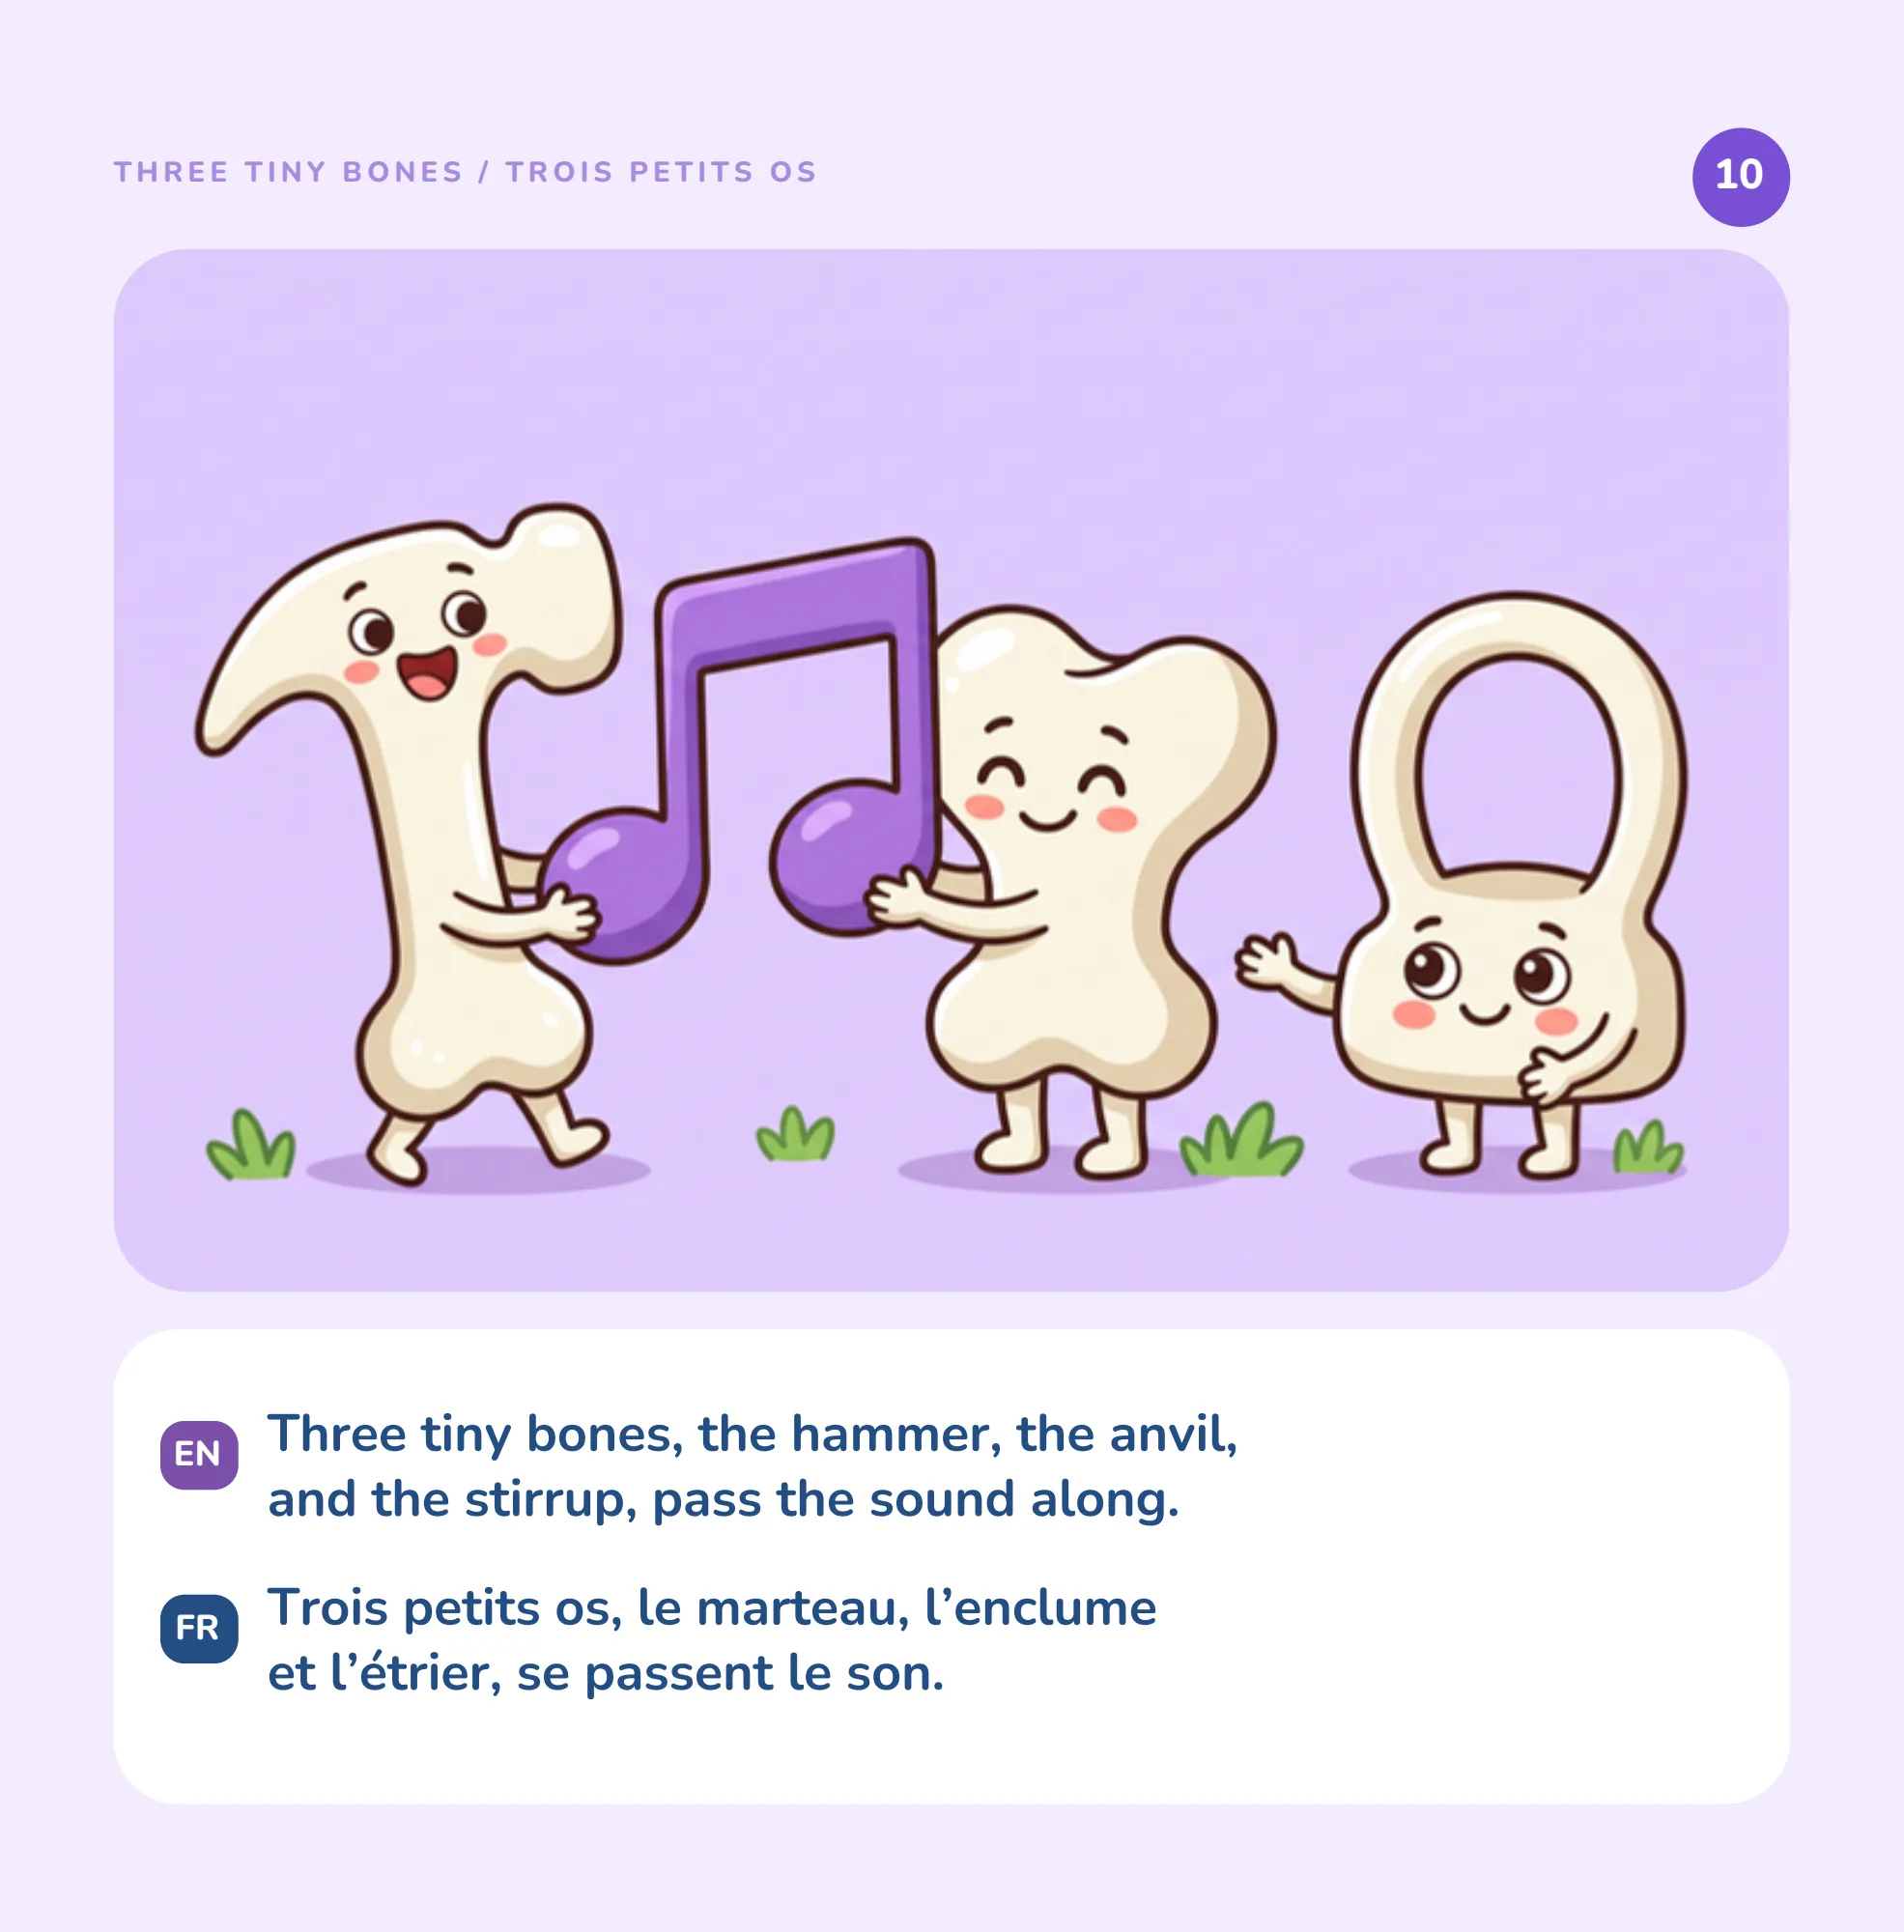 THREE TINY BONES / TROIS PETITS OS
10
EN
Three tiny bones, the hammer, the anvil,
and the stirrup, pass the sound along.
FR
Trois petits os, le marteau, l’enclume
et l’étrier, se passent le son.